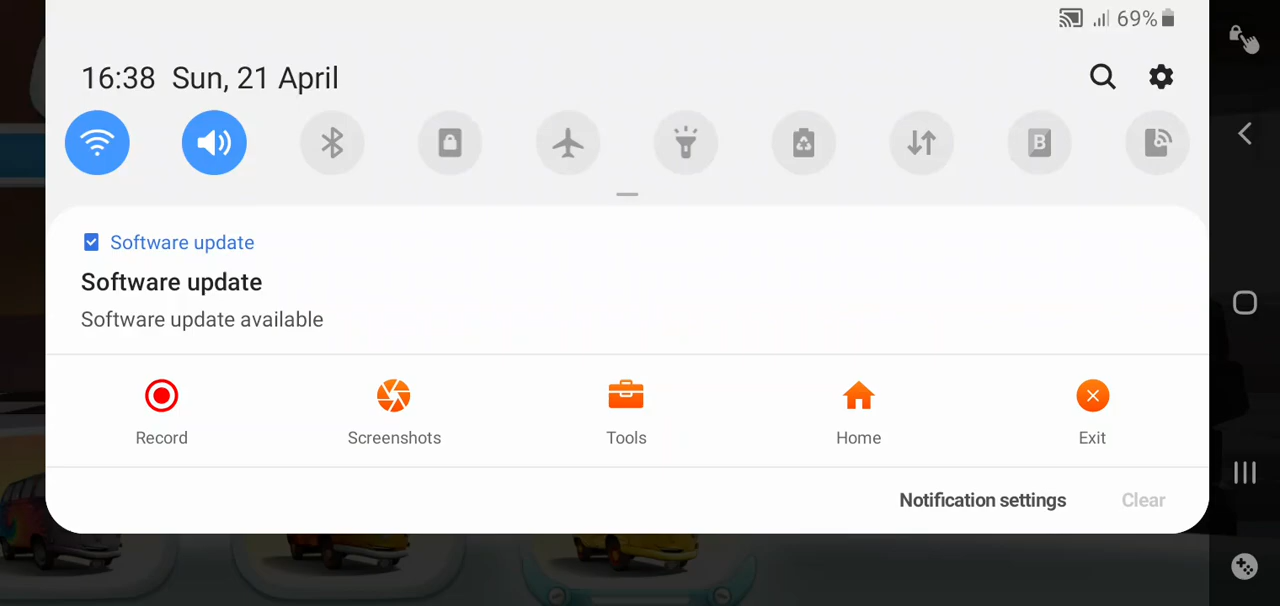 69%
16:38 Sun, 21 April
B
Software update
Software update
Software update available
Record Screenshots Tools Home Exit
Notification settings Clear